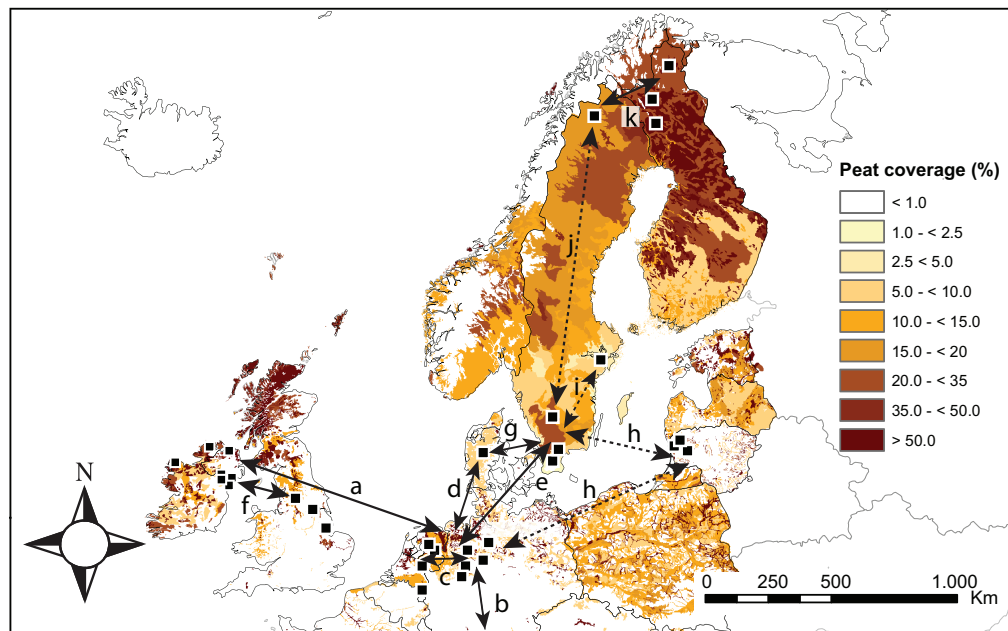 k
Peat coverage (%)
< 1.0
1.0 - < 2.5
2.5 < 5.0
5.0 - < 10.0
10.0 - < 15.0
15.0 - < 20
20.0 - < 35
35.0 - < 50.0
> 50.0
j
i
g
h
N
a
d
e
h
f
c
b
0 250 500 1.000
Km